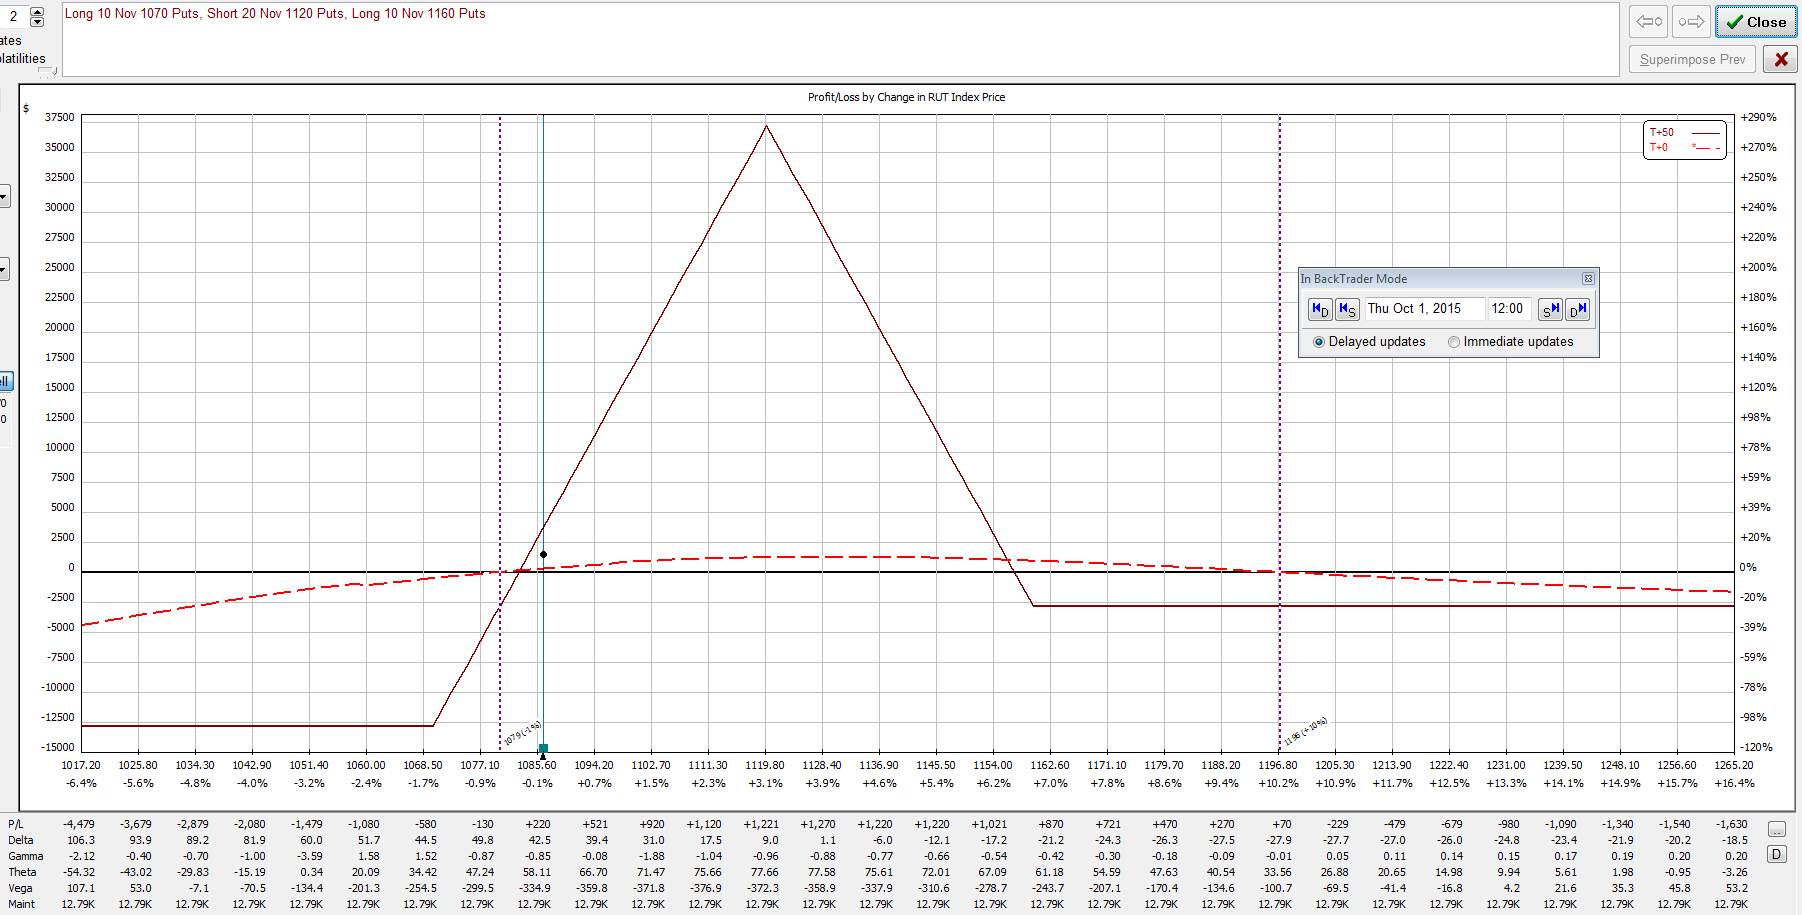 2
Long 10 Nov 1070 Puts, Short 20 Nov 1120 Puts, Long 10 Nov 1160 Puts
Close
ates
olatilities
Superimpose Prev
Profit/Loss by Change in RUT Index Price
$
37500 +290%
35000 +270%
32500 +250%
30000 +240%
27500 +220%
25000 +200%
22500 +180%
20000 +160%
17500 +140%
15000 +120%
12500 +98%
10000 +78%
7500 +59%
5000 +39%
2500 +20%
0 0%
-2500 -20%
-5000 -39%
-7500 -59%
-10000 -78%
-12500 -98%
-15000 -120%
T+50
T+0
In BackTrader Mode
D S Thu Oct 1, 2015 12:00 S D
Delayed updates Immediate updates
ell
0
0
1079 (-1%)
1196 (+10%)
1017.20 1025.80 1034.30 1042.90 1051.40 1060.00 1068.50 1077.10 1085.60 1094.20 1102.70 1111.30 1119.80 1128.40 1136.90 1145.50 1154.00 1162.60 1171.10 1179.70 1188.20 1196.80 1205.30 1213.90 1222.40 1231.00 1239.50 1248.10 1256.60 1265.20
-6.4% -5.6% -4.8% -4.0% -3.2% -2.4% -1.7% -0.9% -0.1% +0.7% +1.5% +2.3% +3.1% +3.9% +4.6% +5.4% +6.2% +7.0% +7.8% +8.6% +9.4% +10.2% +10.9% +11.7% +12.5% +13.3% +14.1% +14.9% +15.7% +16.4%
P/L -4,479 -3,679 -2,879 -2,080 -1,479 -1,080 -580 -130 +220 +521 +920 +1,120 +1,221 +1,270 +1,220 +1,220 +1,021 +870 +721 +470 +270 +70 -229 -479 -679 -980 -1,090 -1,340 -1,540 -1,630 ...
Delta 106.3 93.9 89.2 81.9 60.0 51.7 44.5 49.8 42.5 39.4 31.0 17.5 9.0 1.1 -6.0 -12.1 -17.2 -21.2 -24.3 -26.3 -27.5 -27.9 -27.7 -27.0 -26.0 -24.8 -23.4 -21.9 -20.2 -18.5
Gamma -2.12 -0.40 -0.70 -1.00 -3.59 1.58 1.52 -0.87 -0.85 -0.08 -1.88 -1.04 -0.96 -0.88 -0.77 -0.66 -0.54 -0.42 -0.30 -0.18 -0.09 -0.01 0.05 0.11 0.14 0.15 0.17 0.19 0.20 0.20 D
Theta -54.32 -43.02 -29.83 -15.19 0.34 20.09 34.42 47.24 58.11 66.70 71.47 75.66 77.66 77.58 75.61 72.01 67.09 61.18 54.59 47.63 40.54 33.56 26.88 20.65 14.98 9.94 5.61 1.98 -0.95 -3.26
Vega 107.1 53.0 -7.1 -70.5 -134.4 -201.3 -254.5 -299.5 -334.9 -359.8 -371.8 -376.9 -372.3 -358.9 -337.9 -310.6 -278.7 -243.7 -207.1 -170.4 -134.6 -100.7 -69.5 -41.4 -16.8 4.2 21.6 35.3 45.8 53.2
Maint 12.79K 12.79K 12.79K 12.79K 12.79K 12.79K 12.79K 12.79K 12.79K 12.79K 12.79K 12.79K 12.79K 12.79K 12.79K 12.79K 12.79K 12.79K 12.79K 12.79K 12.79K 12.79K 12.79K 12.79K 12.79K 12.79K 12.79K 12.79K 12.79K 12.79K